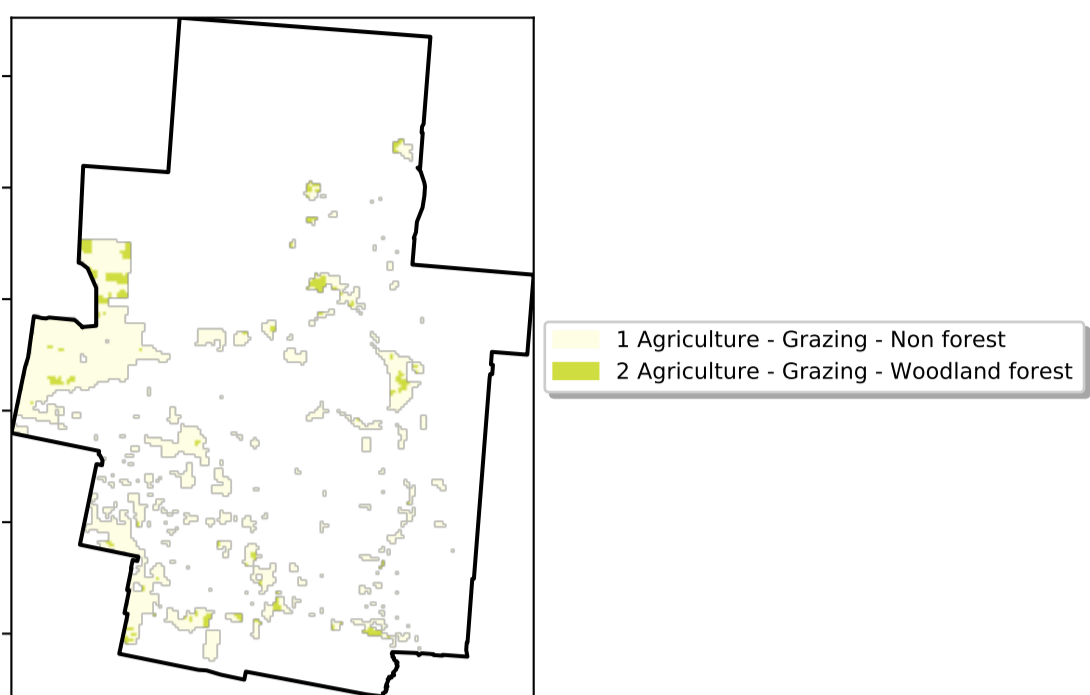 1 Agriculture - Grazing - Non forest
2 Agriculture - Grazing - Woodland forest